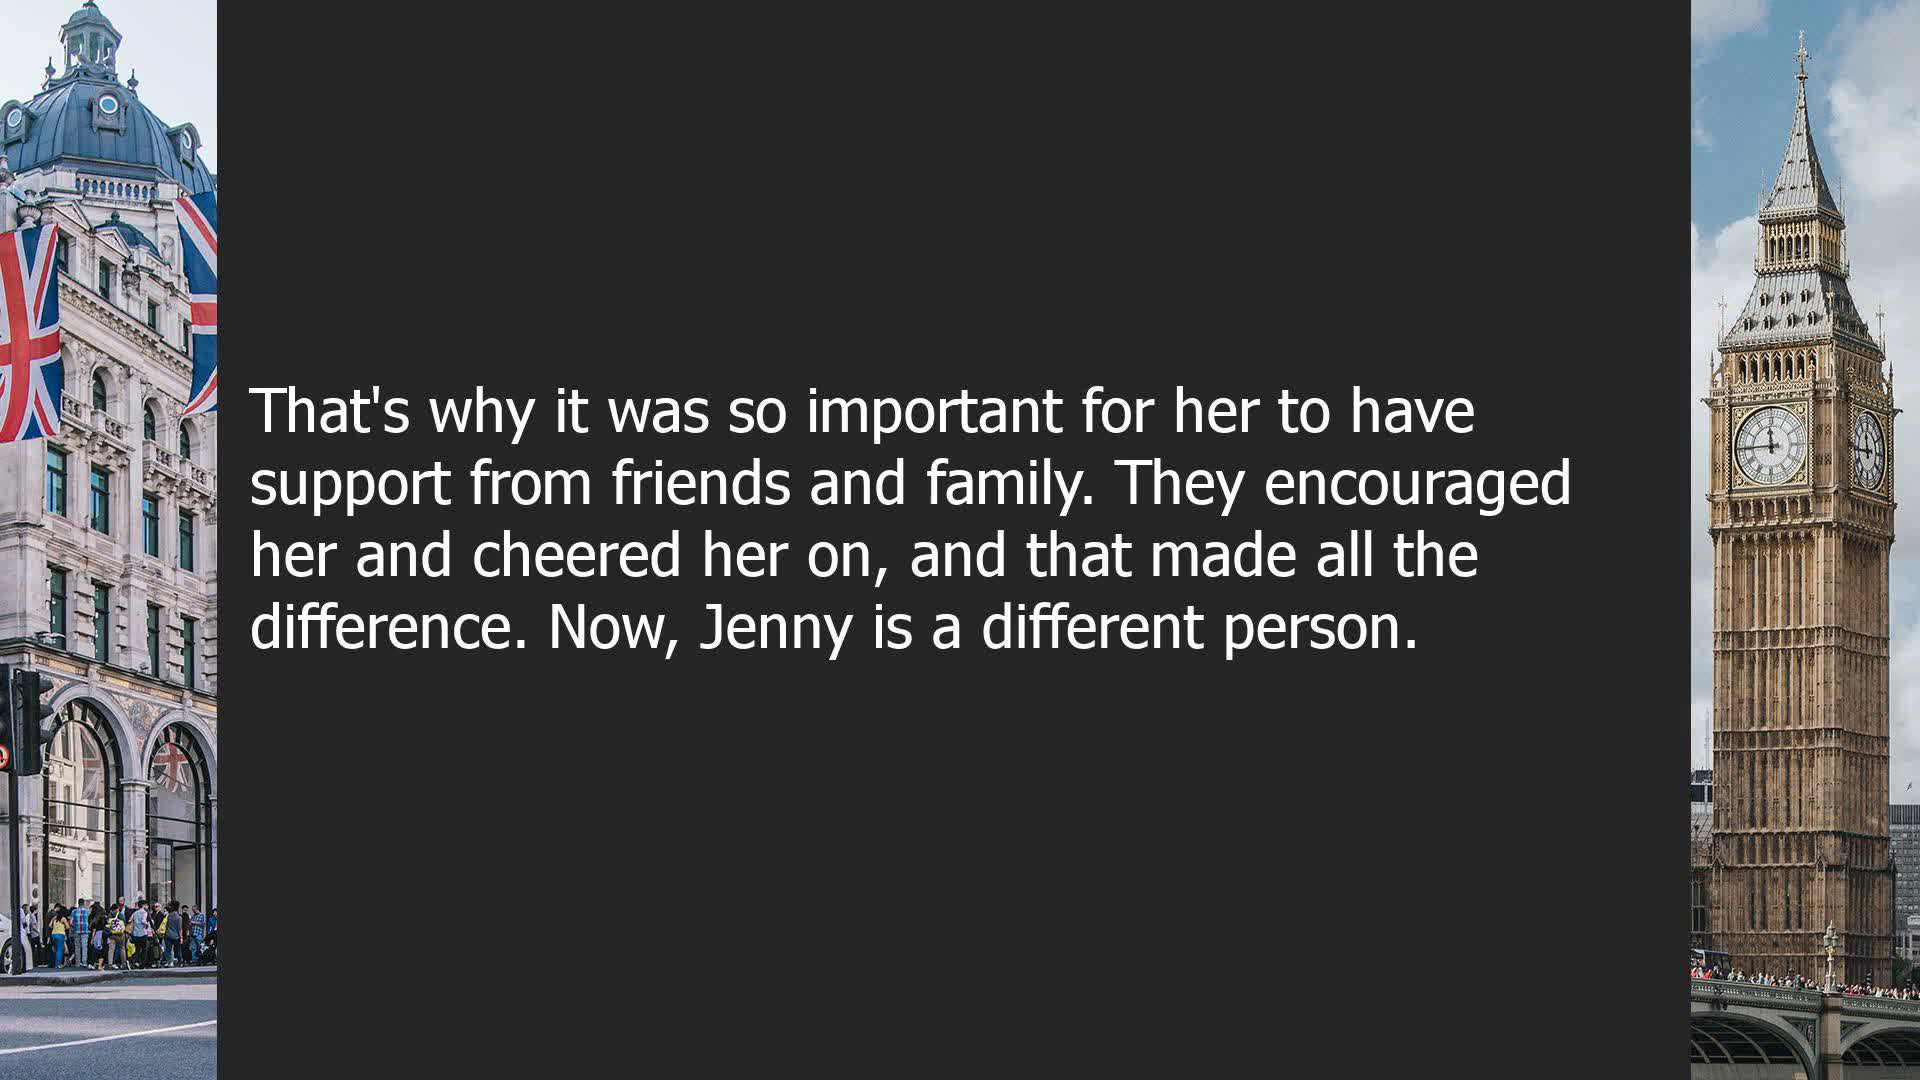 That's why it was so important for her to have
support from friends and family. They encouraged
her and cheered her on, and that made all the
difference. Now, Jenny is a different person.